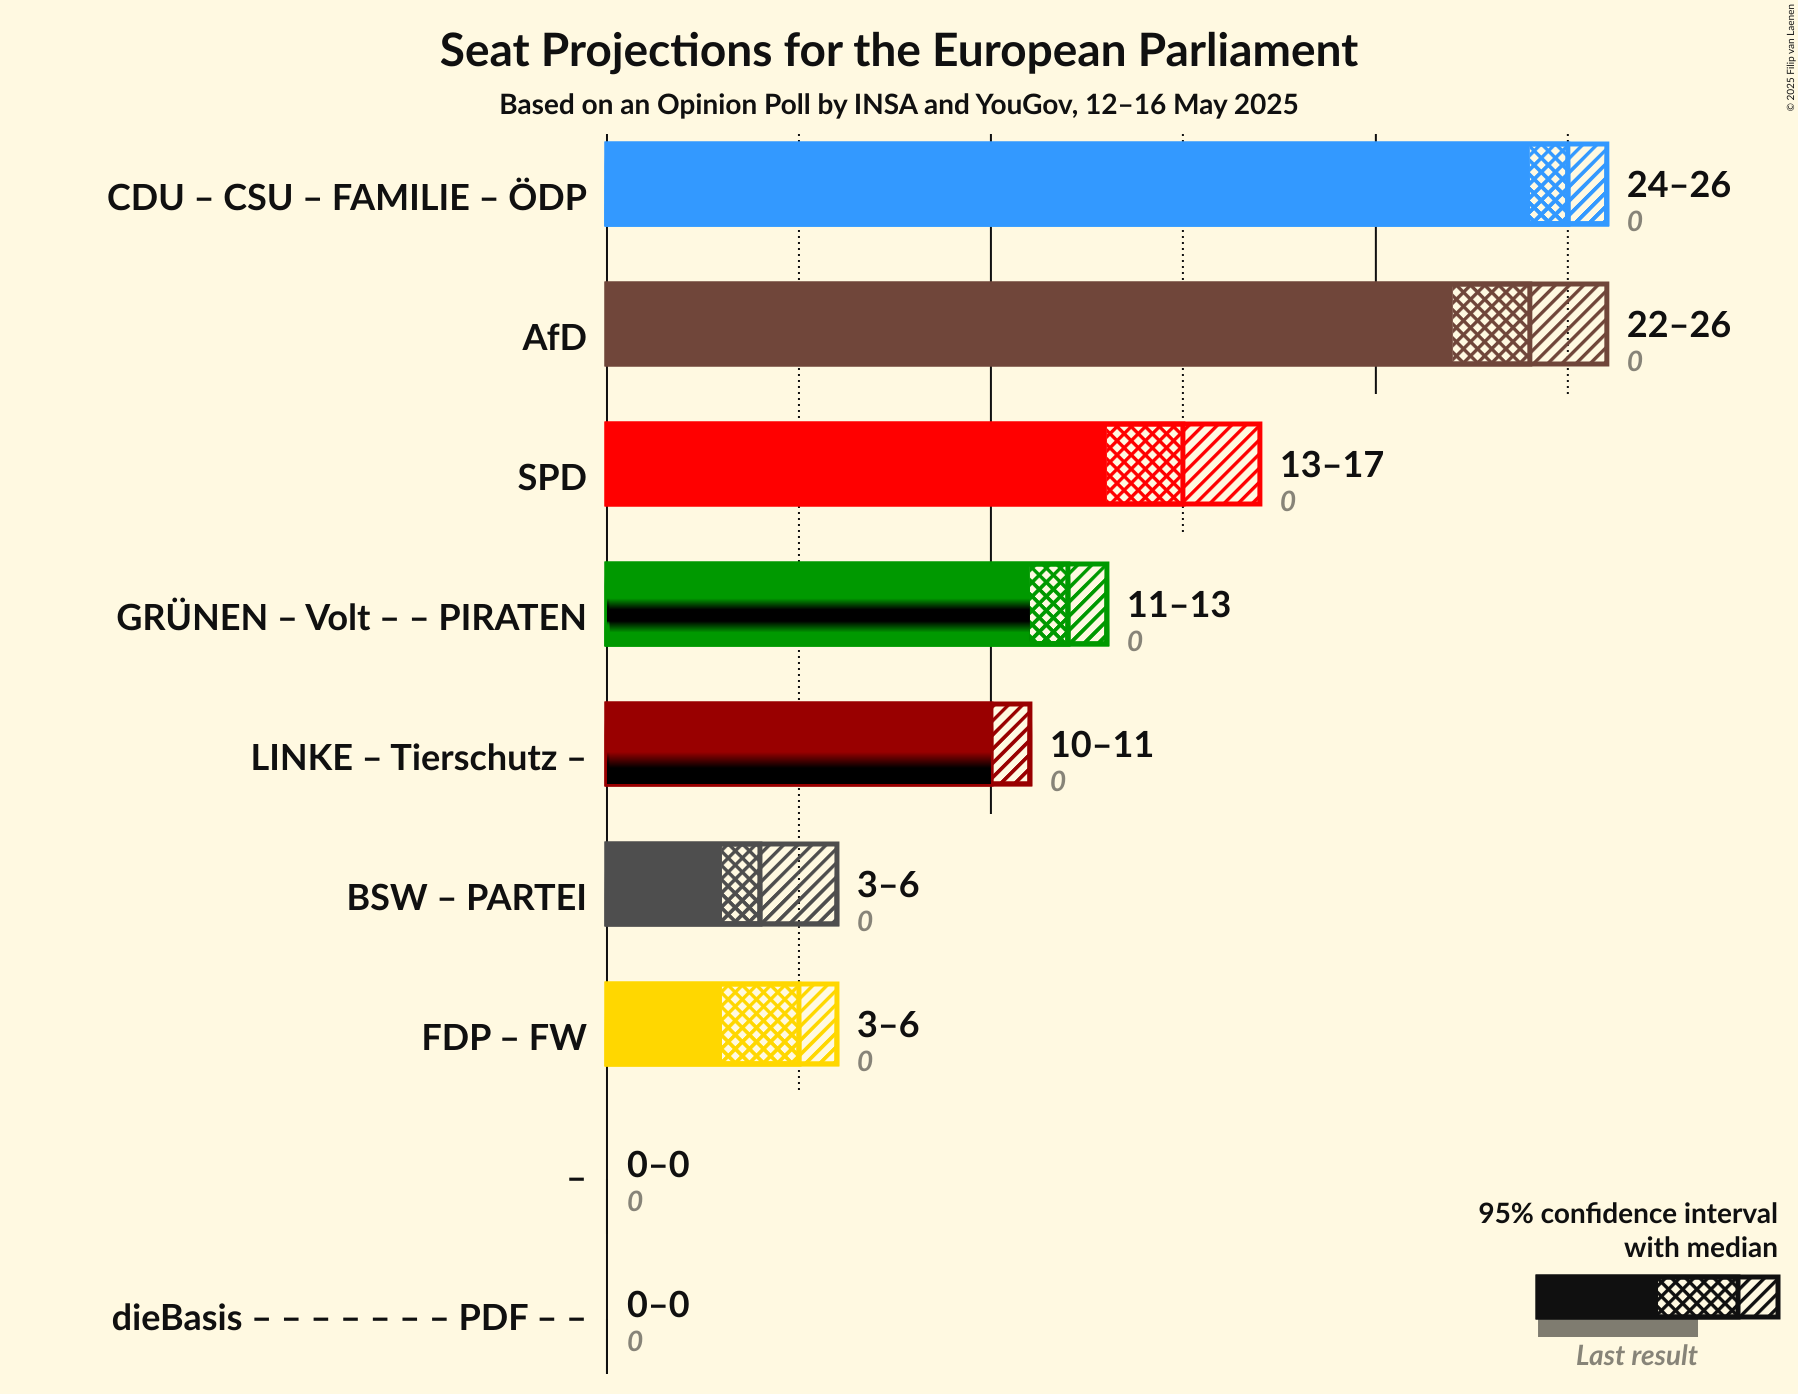 Seat Projections for the European Parliament
Based on an Opinion Poll by INSA and YouGov, 12–16 May 2025
© 2025 Filip van Laenen
CDU – CSU – FAMILIE – ÖDP
24–26
0
AfD
22–26
0
SPD
13–17
0
GRÜNEN – Volt – – PIRATEN
11–13
0
LINKE – Tierschutz –
10–11
0
BSW – PARTEI
3–6
0
FDP – FW
3–6
0
–
0–0
0
dieBasis – – – – – – – PDF – –
0–0
0
95% confidence interval
with median
Last result